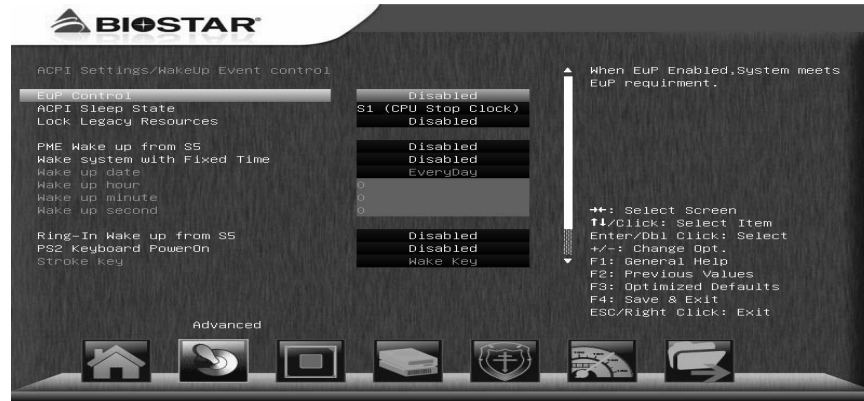 BIOSTAR®
ACPI Settings/WakeUp Event control
EuP Control Disabled
ACPI Sleep State S1 (CPU Stop Clock)
Lock Legacy Resources Disabled
PME Wake up from S5 Disabled
Wake system with Fixed Time Disabled
Wake up date EveryDay
Wake up hour 0
Wake up minute 0
Wake up second 0
Ring-In Wake up from S5 Disabled
PS2 Keyboard PowerOn Disabled
Stroke key Wake Key
When EuP Enabled,System meets
EuP requirment.
→←: Select Screen
↑↓/Click: Select Item
Enter/Dbl Click: Select
+/-: Change Opt.
F1: General Help
F2: Previous Values
F3: Optimized Defaults
F4: Save & Exit
ESC/Right Click: Exit
Advanced